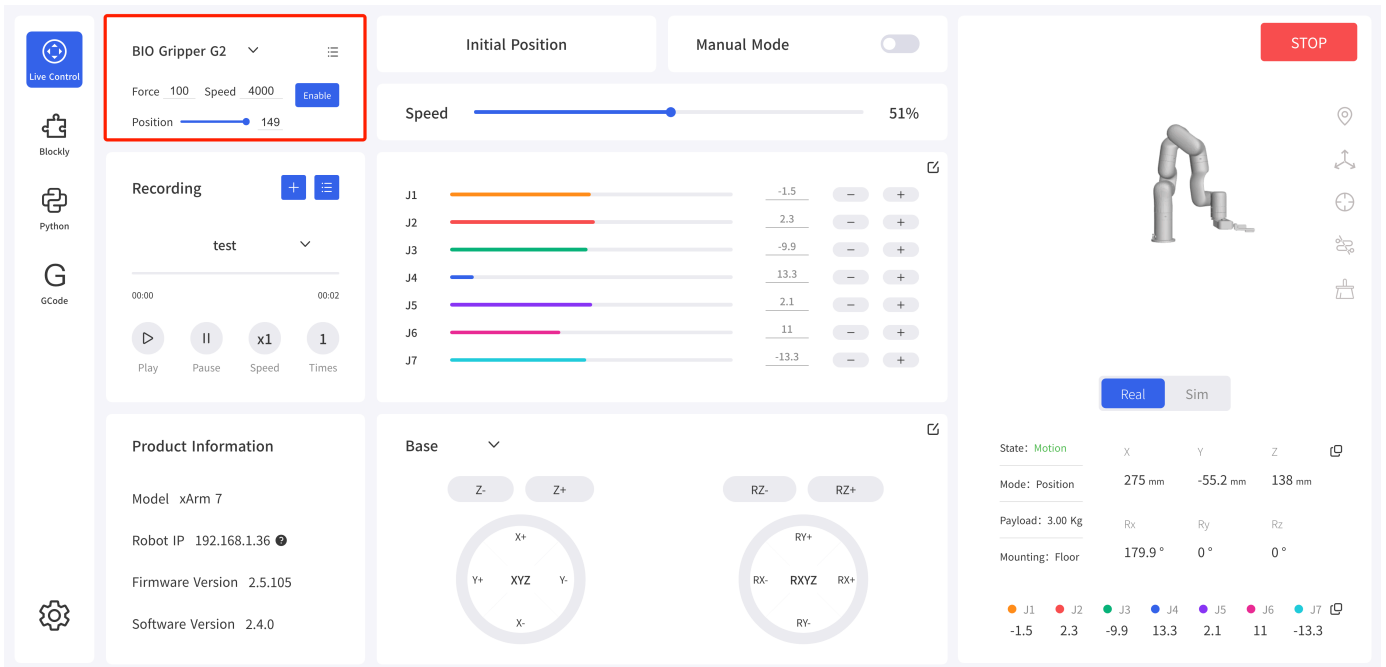 Live Control
Blockly
Python
GCode
BIO Gripper G2
Force 100 Speed 4000 Enable
Position 149
Initial Position
Manual Mode
Speed 51%
STOP
Recording
test
00:00 00:02
x1 1
Play Pause Speed Times
J1 -1.5 − +
J2 2.3 − +
J3 -9.9 − +
J4 13.3 − +
J5 2.1 − +
J6 11 − +
J7 -13.3 − +
Product Information
Model xArm 7
Robot IP 192.168.1.36 ?
Firmware Version 2.5.105
Software Version 2.4.0
Base
Z- Z+ RZ- RZ+
X+
Y+ XYZ Y-
X-
RY+
RX- RXYZ RX+
RY-
Real Sim
State: Motion
Mode: Position
Payload: 3.00 Kg
Mounting: Floor
X Y Z
275 mm -55.2 mm 138 mm
Rx Ry Rz
179.9 ° 0 ° 0 °
J1 J2 J3 J4 J5 J6 J7
-1.5 2.3 -9.9 13.3 2.1 11 -13.3